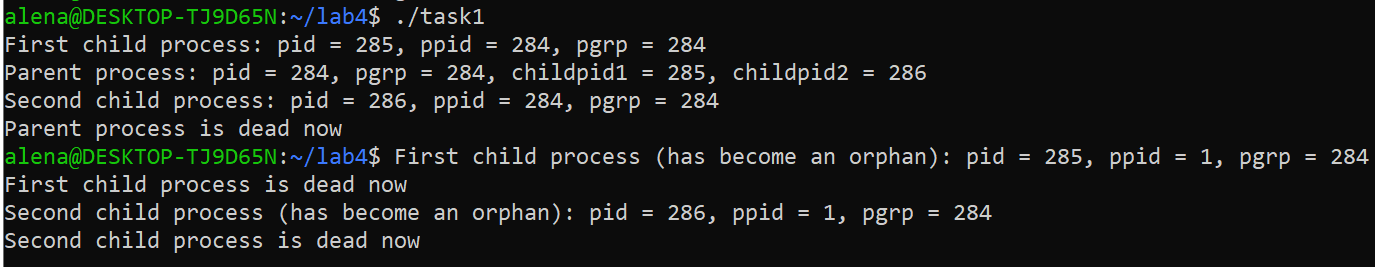 alena@DESKTOP-TJ9D65N:~/lab4$ ./task1
First child process: pid = 285, ppid = 284, pgrp = 284
Parent process: pid = 284, pgrp = 284, childpid1 = 285, childpid2 = 286
Second child process: pid = 286, ppid = 284, pgrp = 284
Parent process is dead now
alena@DESKTOP-TJ9D65N:~/lab4$ First child process (has become an orphan): pid = 285, ppid = 1, pgrp = 284
First child process is dead now
Second child process (has become an orphan): pid = 286, ppid = 1, pgrp = 284
Second child process is dead now